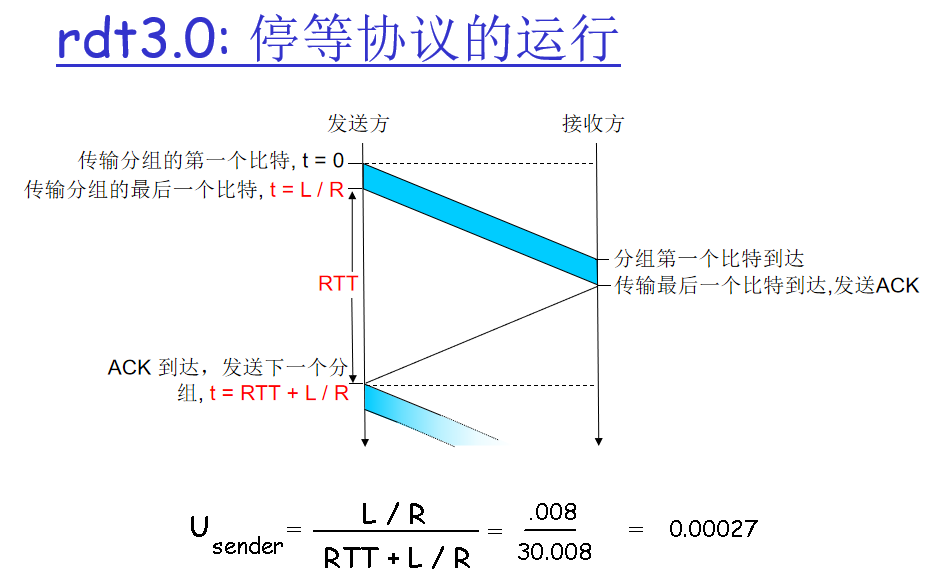 rdt3.0: 停等协议的运行
发送方
接收方
传输分组的第一个比特, t = 0
传输分组的最后一个比特, t = L / R
分组第一个比特到达
传输最后一个比特到达,发送ACK
RTT
ACK 到达，发送下一个分
组, t = RTT + L / R
U sender = L / R / RTT + L / R = .008 / 30.008 = 0.00027